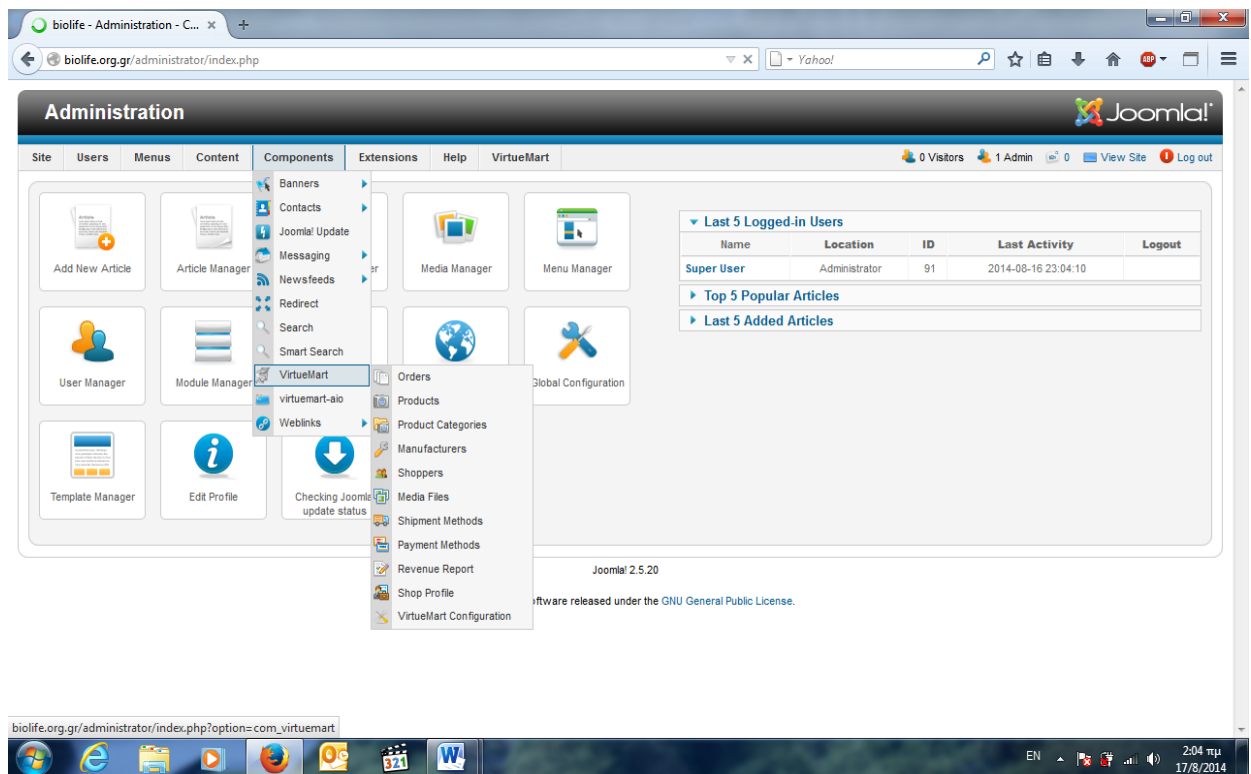 biolife - Administration - C...
biolife.org.gr/administrator/index.php
Yahoo!
ABP
Administration
Joomla!
Site Users Menus Content Components Extensions Help VirtueMart
0 Visitors 1 Admin 0 View Site Log out
Banners
Contacts
Joomla! Update
Messaging
Newsfeeds
Redirect
Search
Smart Search
VirtueMart
virtuemart-aio
Weblinks
Orders
Products
Product Categories
Manufacturers
Shoppers
Media Files
Shipment Methods
Payment Methods
Revenue Report
Shop Profile
VirtueMart Configuration
Add New Article
Article Manager
er
Media Manager
Menu Manager
User Manager
Module Manager
Global Configuration
Template Manager
Edit Profile
Checking Joomla
update status
Last 5 Logged-in Users
Name Location ID Last Activity Logout
Super User Administrator 91 2014-08-16 23:04:10
Top 5 Popular Articles
Last 5 Added Articles
Joomla! 2.5.20
ftware released under the GNU General Public License.
biolife.org.gr/administrator/index.php?option=com_virtuemart
321
W
EN
2:04 πμ
17/8/2014